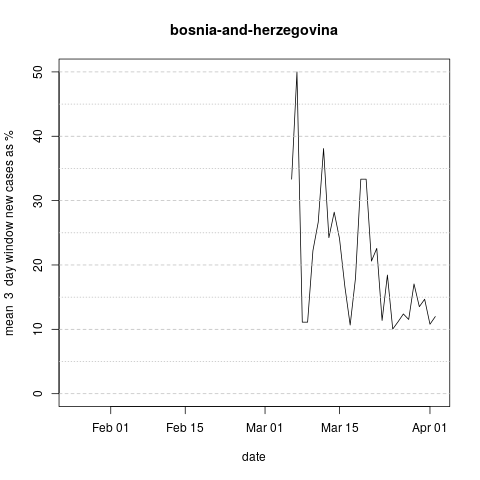 bosnia-and-herzegovina
mean 3 day window new cases as %
50
40
30
20
10
0
Feb 01 Feb 15 Mar 01 Mar 15 Apr 01
date